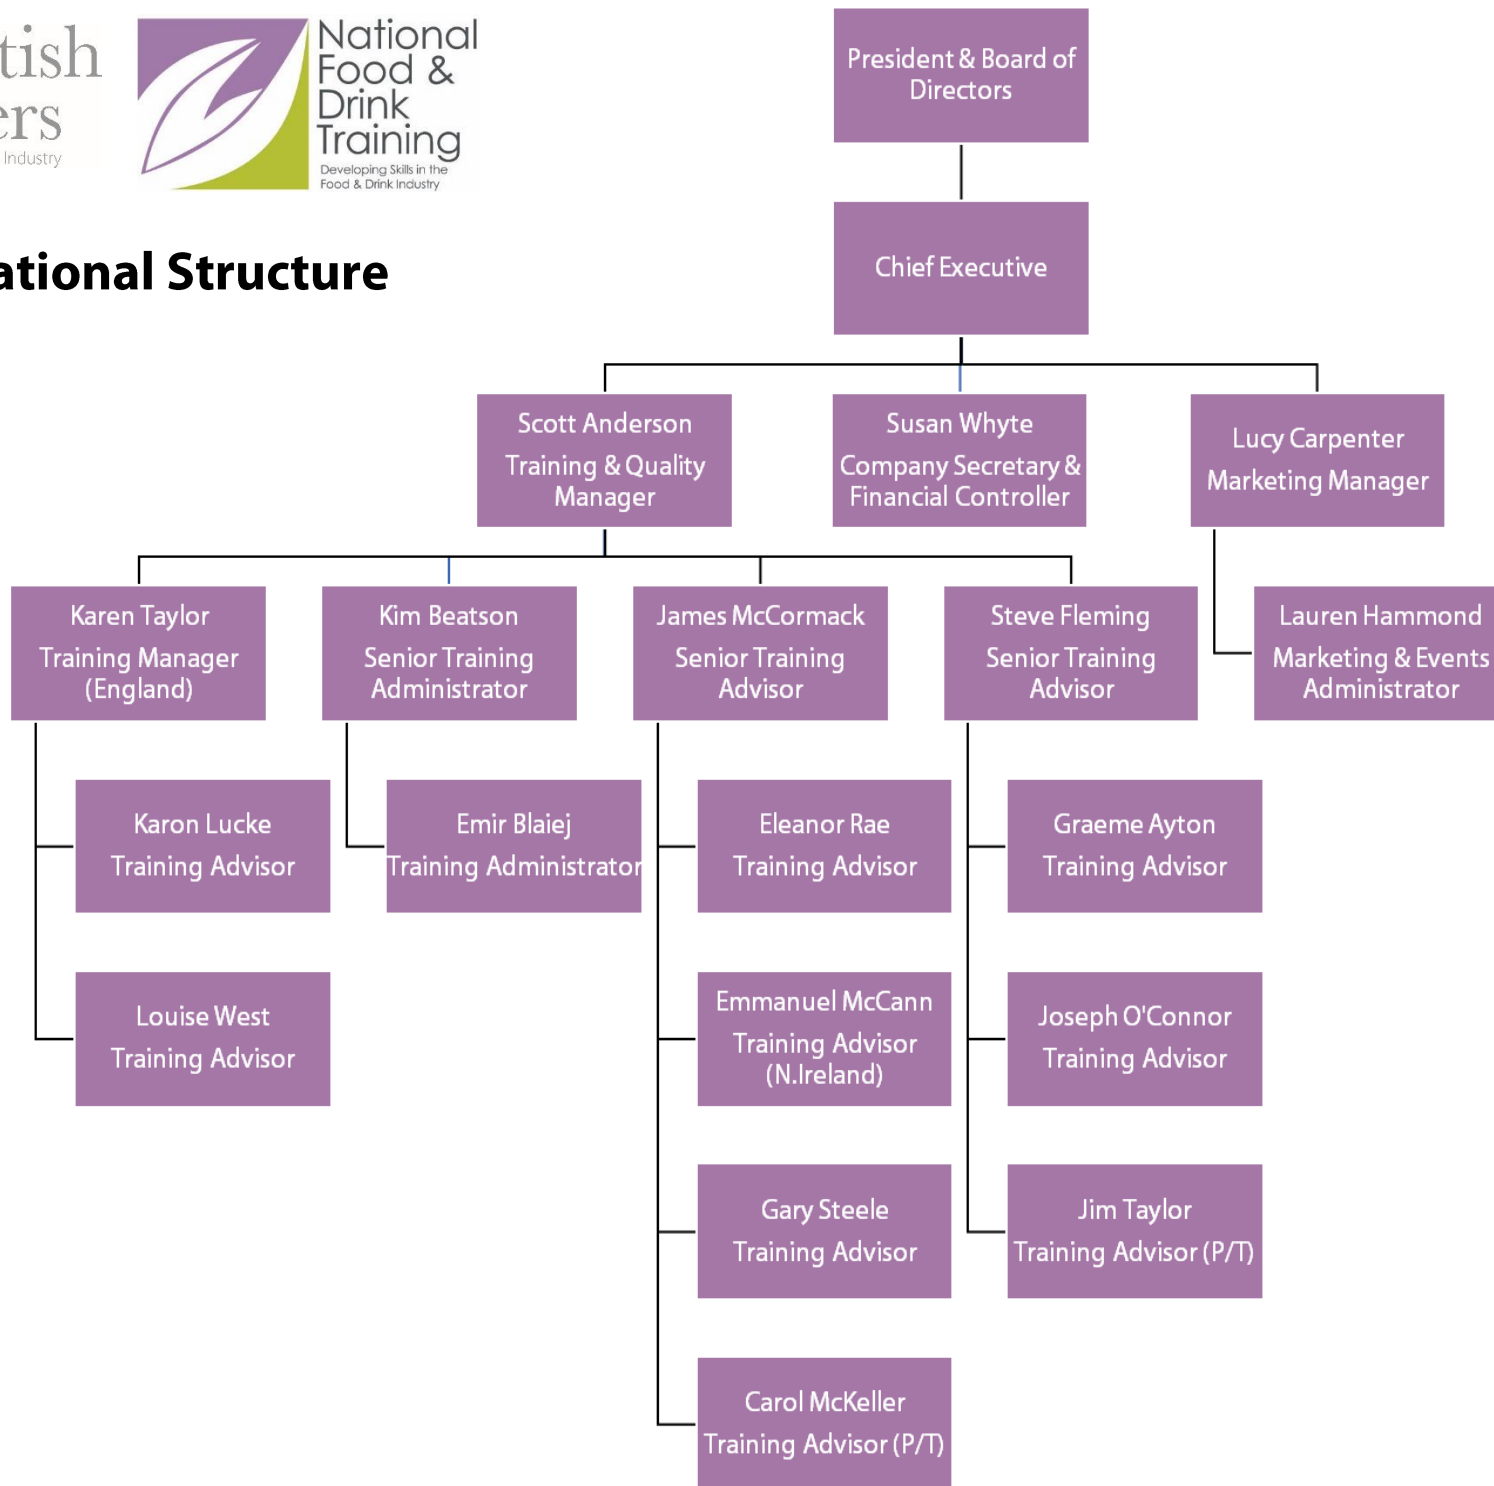 National
Food &
Drink
Training
Developing Skills in the
Food & Drink Industry
Industry
Structure
President & Board of
Directors
Chief Executive
Scott Anderson
Training & Quality
Manager
Susan Whyte
Company Secretary &
Financial Controller
Lucy Carpenter
Marketing Manager
Karen Taylor
Training Manager
(England)
Kim Beatson
Senior Training
Administrator
James McCormack
Senior Training
Advisor
Steve Fleming
Senior Training
Advisor
Lauren Hammond
Marketing & Events
Administrator
Karon Lucke
Training Advisor
Emir Blaiej
Training Administrator
Eleanor Rae
Training Advisor
Graeme Ayton
Training Advisor
Louise West
Training Advisor
Emmanuel McCann
Training Advisor
(N.Ireland)
Joseph O'Connor
Training Advisor
Gary Steele
Training Advisor
Jim Taylor
Training Advisor (P/T)
Carol McKeller
Training Advisor (P/T)